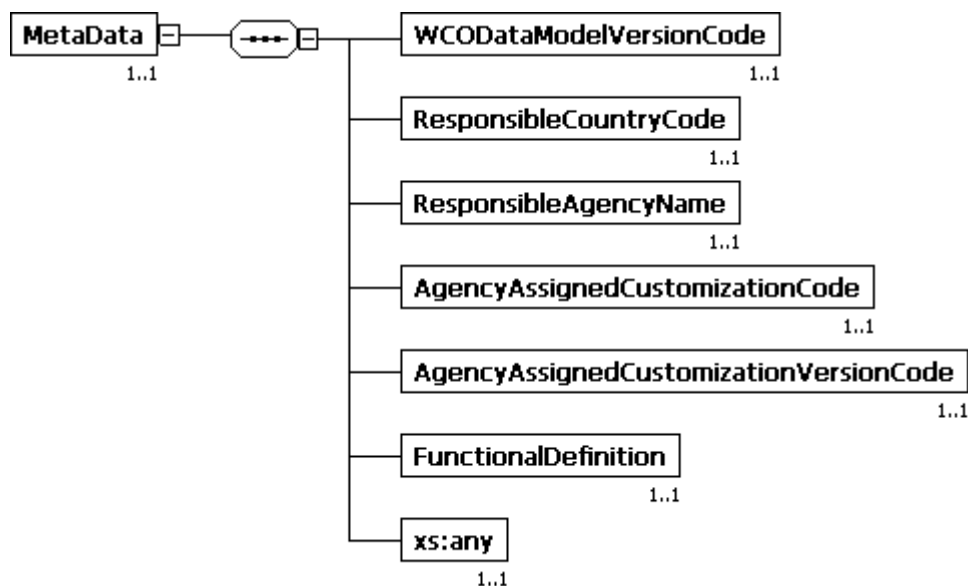 MetaData
1..1
WCODataModelVersionCode
1..1
ResponsibleCountryCode
1..1
ResponsibleAgencyName
1..1
AgencyAssignedCustomizationCode
1..1
AgencyAssignedCustomizationVersionCode
1..1
FunctionalDefinition
1..1
xs:any
1..1